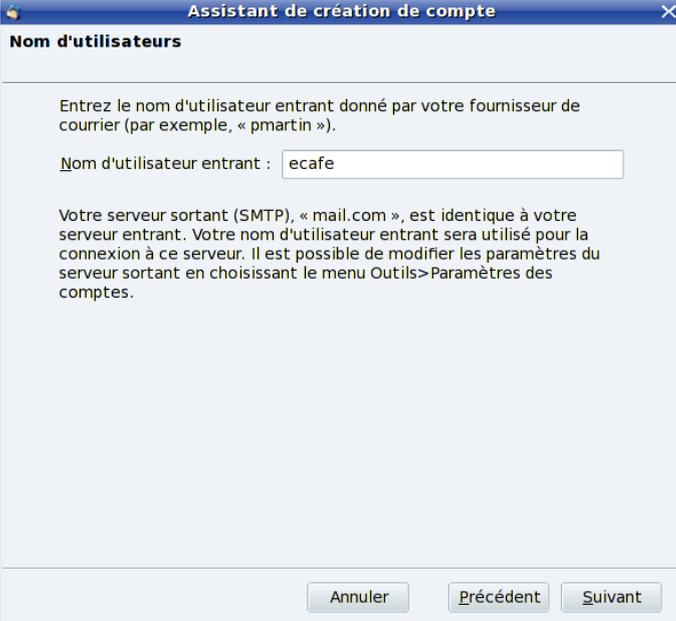 Assistant de création de compte
Nom d'utilisateurs
Entrez le nom d'utilisateur entrant donné par votre fournisseur de
courrier (par exemple, « pmartin »).
Nom d'utilisateur entrant : ecafe
Votre serveur sortant (SMTP), « mail.com », est identique à votre
serveur entrant. Votre nom d'utilisateur entrant sera utilisé pour la
connexion à ce serveur. Il est possible de modifier les paramètres du
serveur sortant en choisissant le menu Outils>Paramètres des
comptes.
Annuler Précédent Suivant